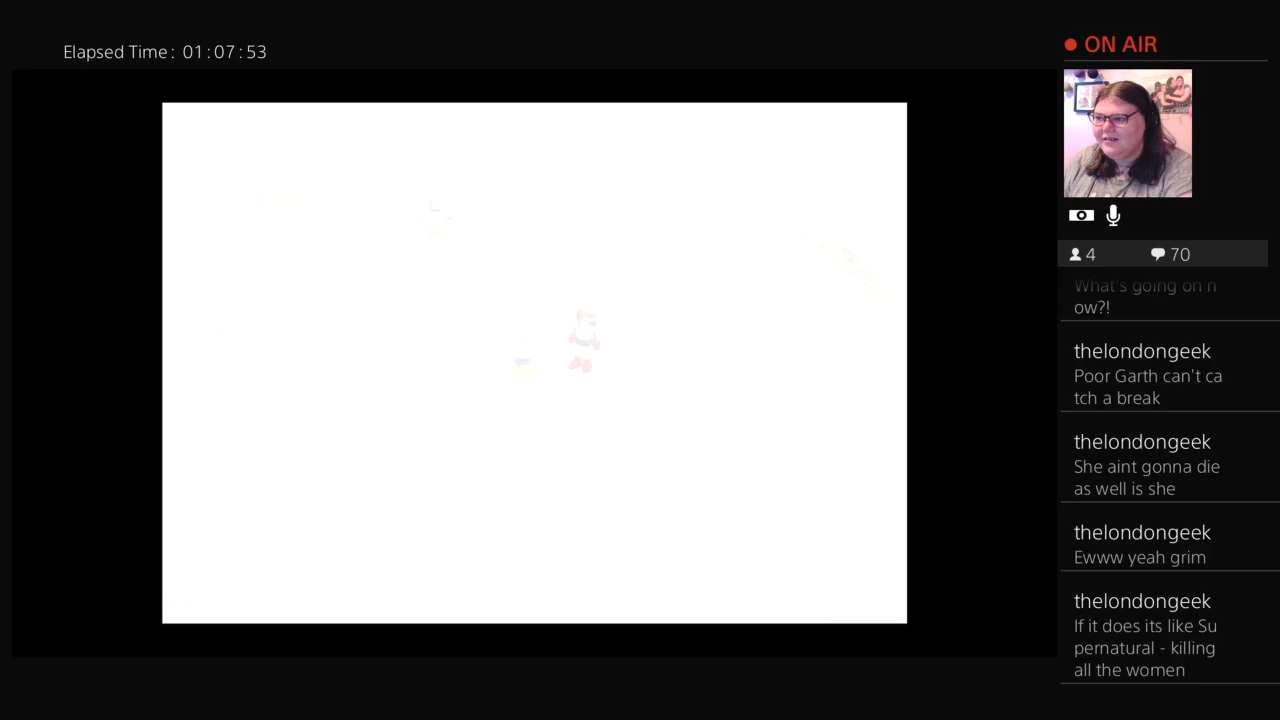 Elapsed Time: 01:07:53
ON AIR
4
70
What's going on n
ow?!
thelondongeek
Poor Garth can't ca
tch a break
thelondongeek
She aint gonna die
as well is she
thelondongeek
Ewww yeah grim
thelondongeek
If it does its like Su
pernatural - killing
all the women